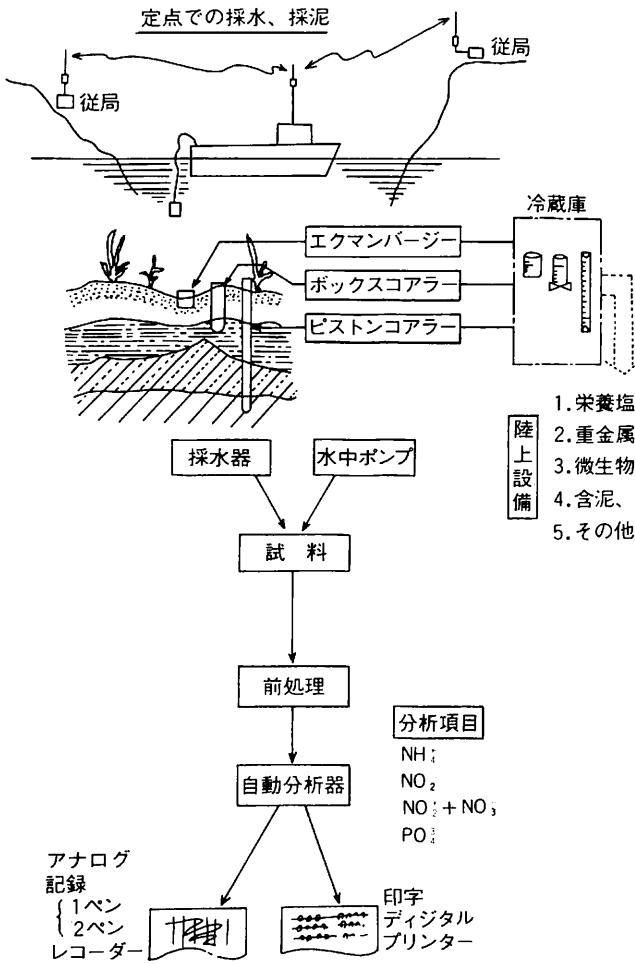 定点での採水、採泥
従局
従局
冷蔵庫
エクマンバージー
ボックスコアラー
ピストンコアラー
陸上設備
1.栄養塩
2.重金属
3.微生物
4.含泥、
5.その他
採水器
水中ポンプ
試料
前処理
自動分析器
分析項目
NH₄⁺
NO₂
NO₂⁻+NO₃⁻
PO₄³
アナログ
記録
{1ペン
2ペン
レコーダー
印字
ディジタル
プリンター